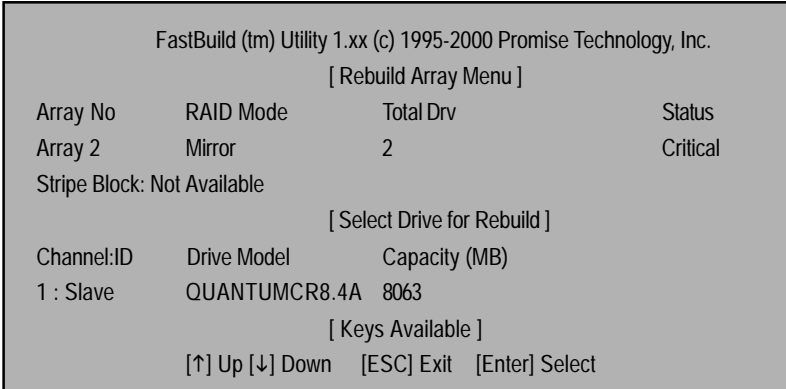 FastBuild (tm) Utility 1.xx (c) 1995-2000 Promise Technology, Inc.
[ Rebuild Array Menu ]
Array No RAID Mode Total Drv Status
Array 2 Mirror 2 Critical
Stripe Block: Not Available
[ Select Drive for Rebuild ]
Channel:ID Drive Model Capacity (MB)
1 : Slave QUANTUMCR8.4A 8063
[ Keys Available ]
[↑] Up [↓] Down [ESC] Exit [Enter] Select